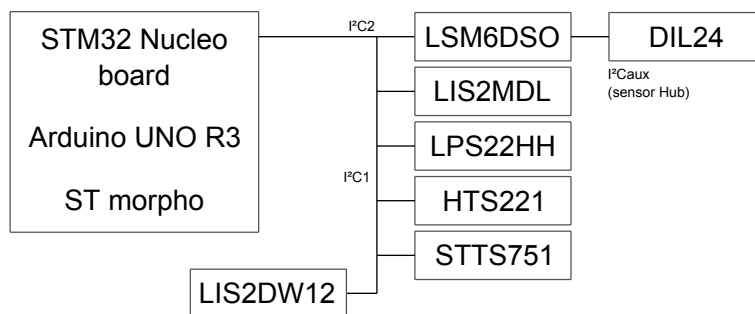 STM32 Nucleo
board
Arduino UNO R3
ST morpho
I²C2
LSM6DSO
DIL24
I²Caux
(sensor Hub)
LIS2MDL
LPS22HH
I²C1
HTS221
STTS751
LIS2DW12